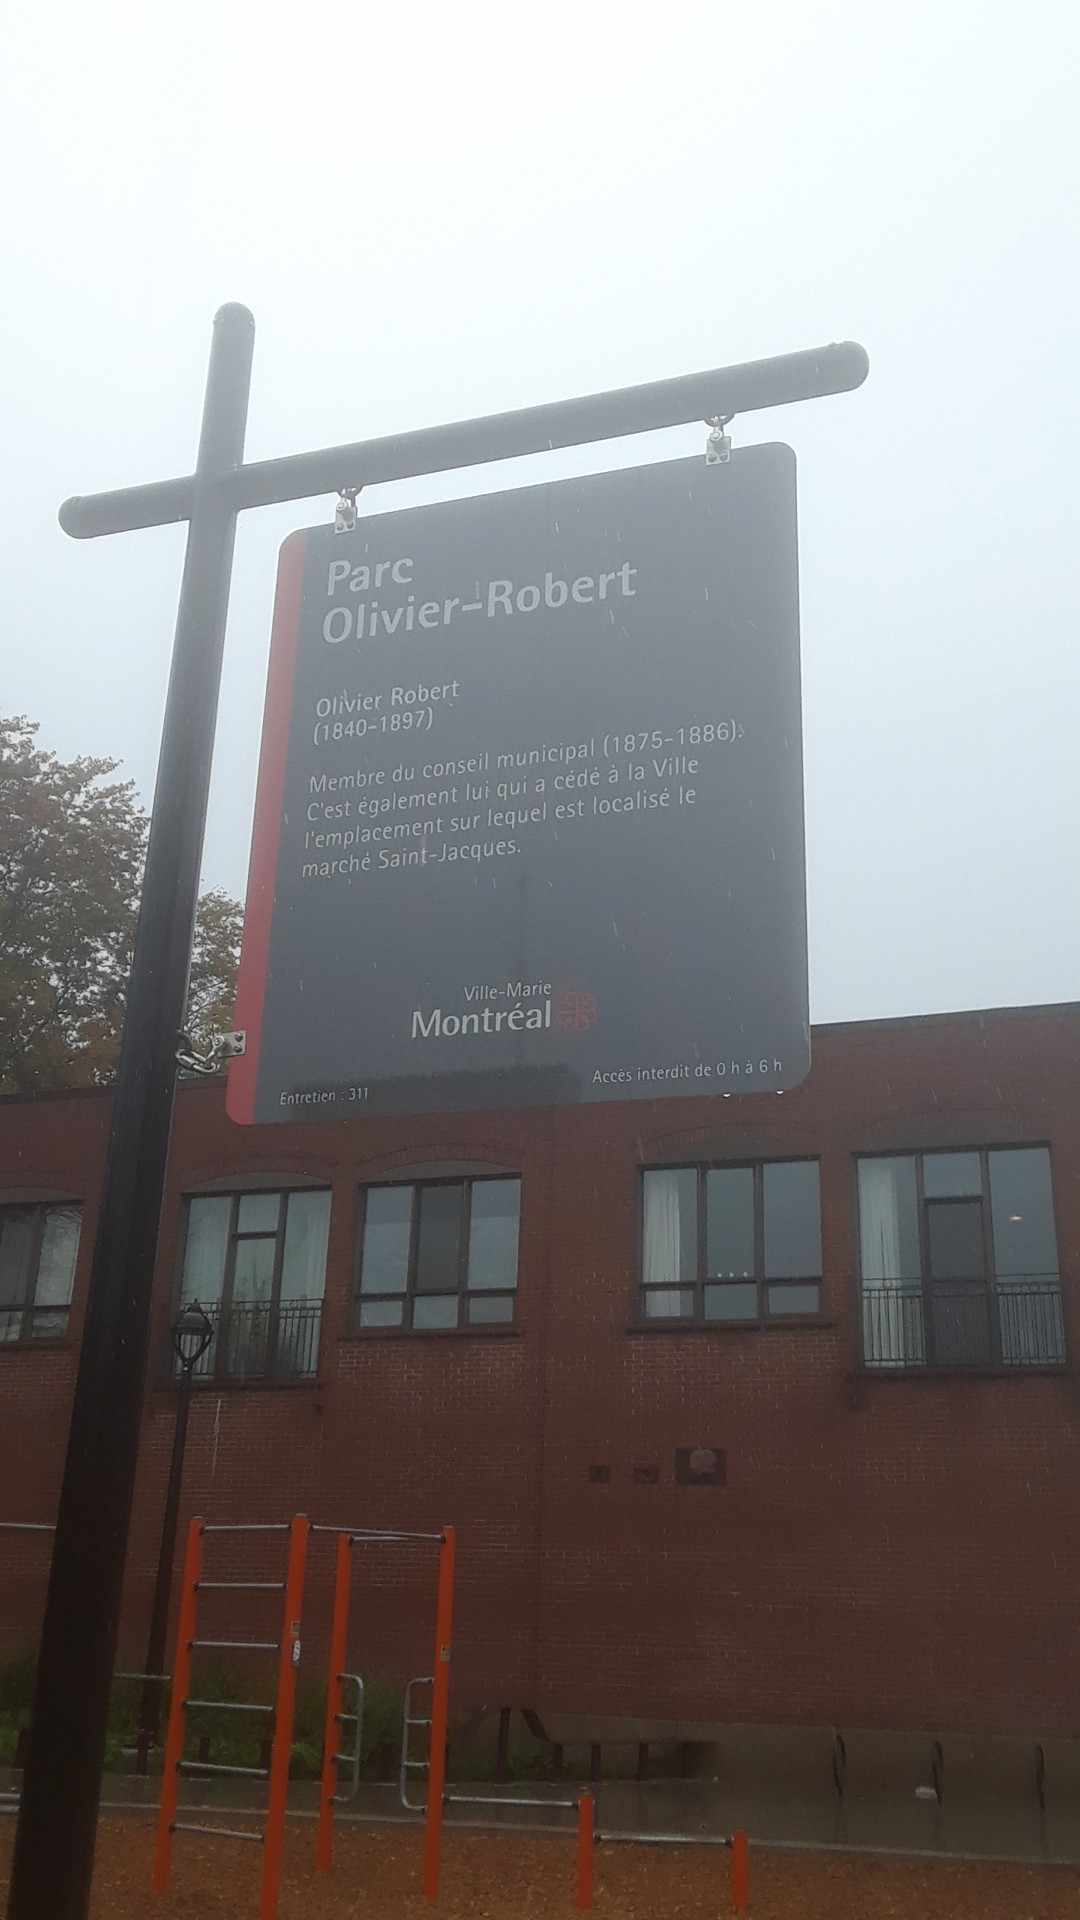 Parc
Olivier-Robert
Olivier Robert
(1840-1897)
Membre du conseil municipal (1875-1886).
C'est également lui qui a cédé à la Ville
l'emplacement sur lequel est localisé le
marché Saint-Jacques.
Ville-Marie
Montréal
Entretien : 311
Accès interdit de 0 h à 6 h